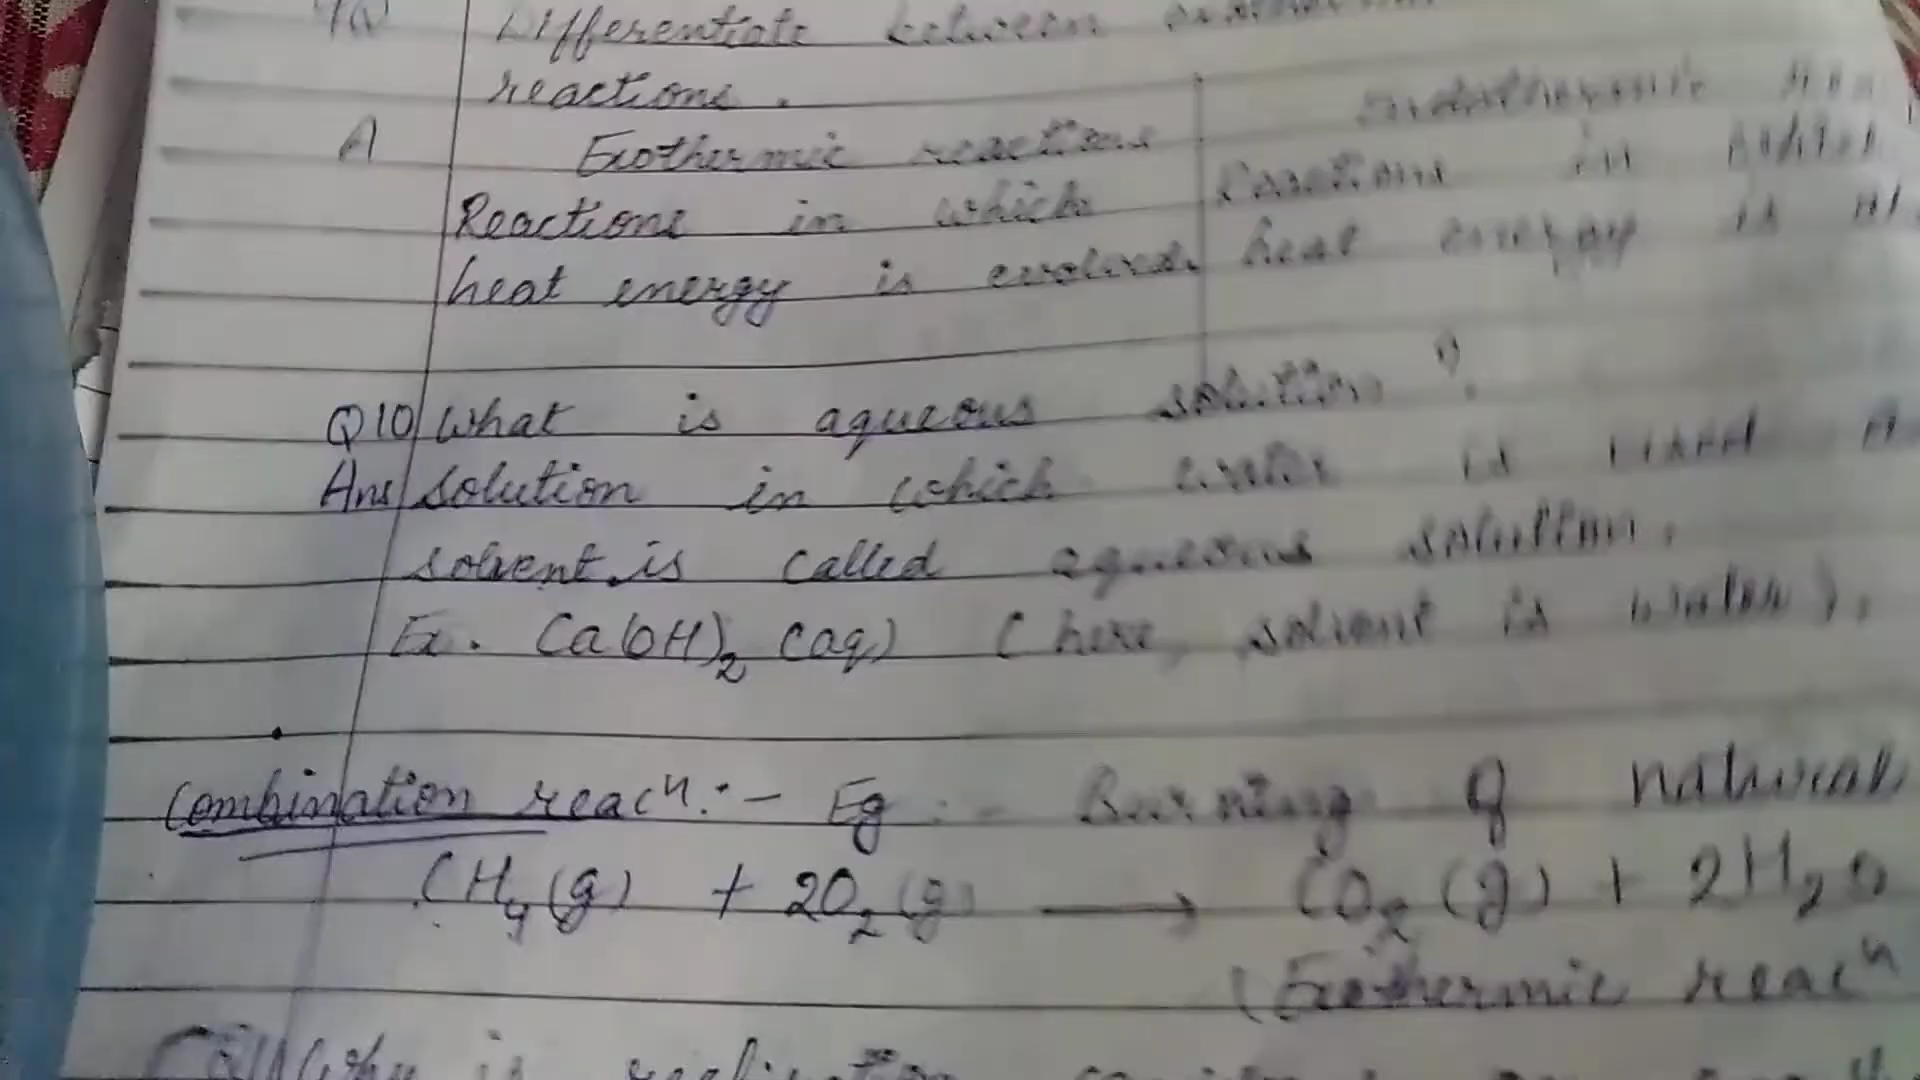 Differentiate between
reactions.
A Exothermic reactions Endothermic
Reactions in which Reactions in which
heat energy is evolved. heat energy is
Q10 What is aqueous solution ?
Ans solution in which water is used
solvent is called aqueous solution.
Ex. Ca(OH)₂ (aq) (here, solvent is water).
Combination reacⁿ :- Eg :- Burning of natural
CH₄(g) + 2O₂(g) → CO₂(g) + 2H₂O
(Exothermic reacⁿ
Why is